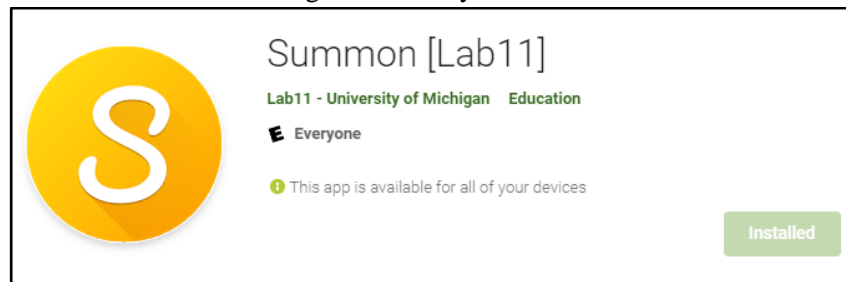 Summon [Lab11]
Lab11 - University of Michigan Education
E Everyone
This app is available for all of your devices
Installed
S